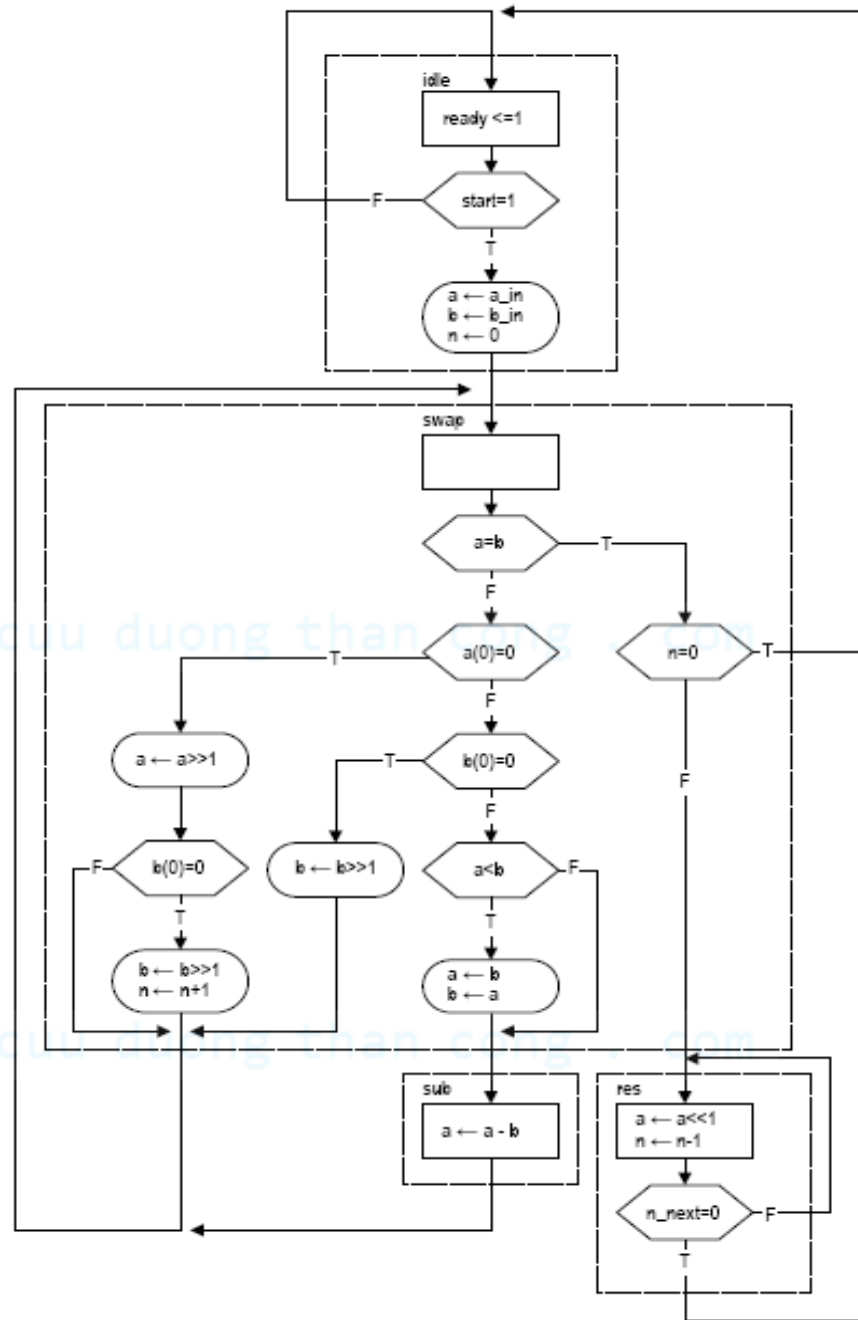 idle
ready <=1
start=1
F
T
a ← a_in
b ← b_in
n ← 0
swap
a=b
T
F
cuu duong than cong . com
a(0)=0
n=0
T
T
F
a ← a>>1
T
b(0)=0
F
F
F
b(0)=0
b ← b>>1
a<b
F
T
T
b ← b>>1
n ← n+1
a ← b
b ← a
cuu duong than cong . com
sub
a ← a - b
res
a ← a<<1
n ← n-1
n_next=0
F
T